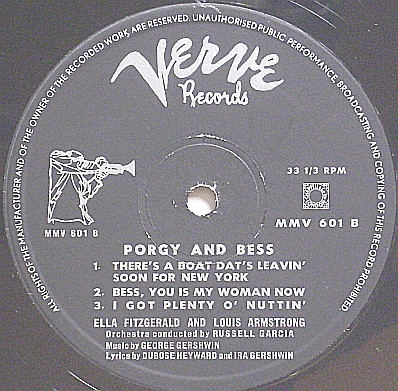 ALL RIGHTS OF THE MANUFACTURER AND OF THE OWNER OF THE RECORDED WORK ARE RESERVED. UNAUTHORISED PUBLIC PERFORMANCE, BROADCASTING AND COPYING OF THIS RECORD PROHIBITED
Verve
Records
33 1/3 RPM
MMV 601 B
MMV 601 B
PORGY AND BESS
1. THERE'S A BOAT DAT'S LEAVIN'
SOON FOR NEW YORK
2. BESS, YOU IS MY WOMAN NOW
3. I GOT PLENTY O' NUTTIN'
ELLA FITZGERALD AND LOUIS ARMSTRONG
Orchestra conducted by RUSSELL GARCIA
Music by GEORGE GERSHWIN
Lyrics by DUBOSE HEYWARD and IRA GERSHWIN